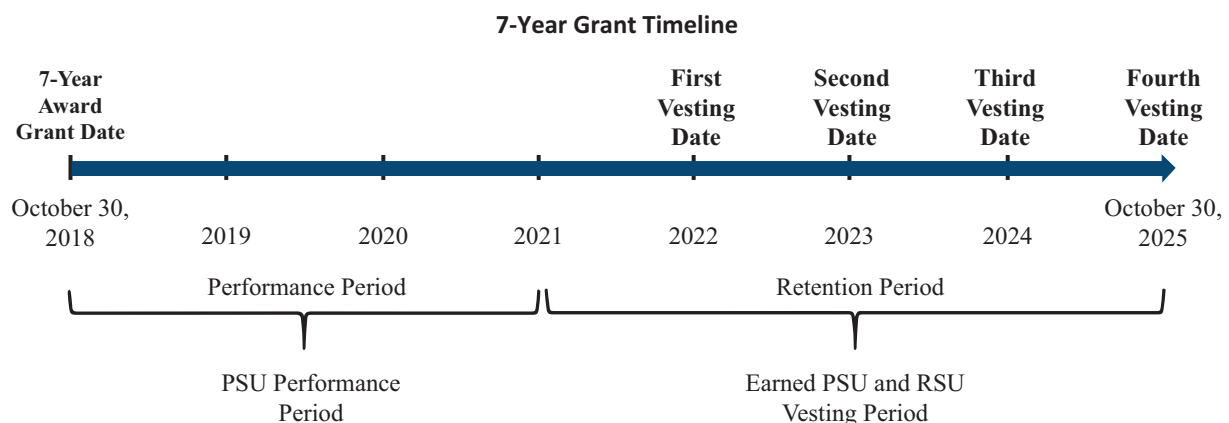 7-Year Grant Timeline
7-Year
Award
Grant Date
First
Vesting
Date
Second
Vesting
Date
Third
Vesting
Date
Fourth
Vesting
Date
October 30,
2018
2019
2020
2021
2022
2023
2024
October 30,
2025
Performance Period
Retention Period
PSU Performance
Period
Earned PSU and RSU
Vesting Period